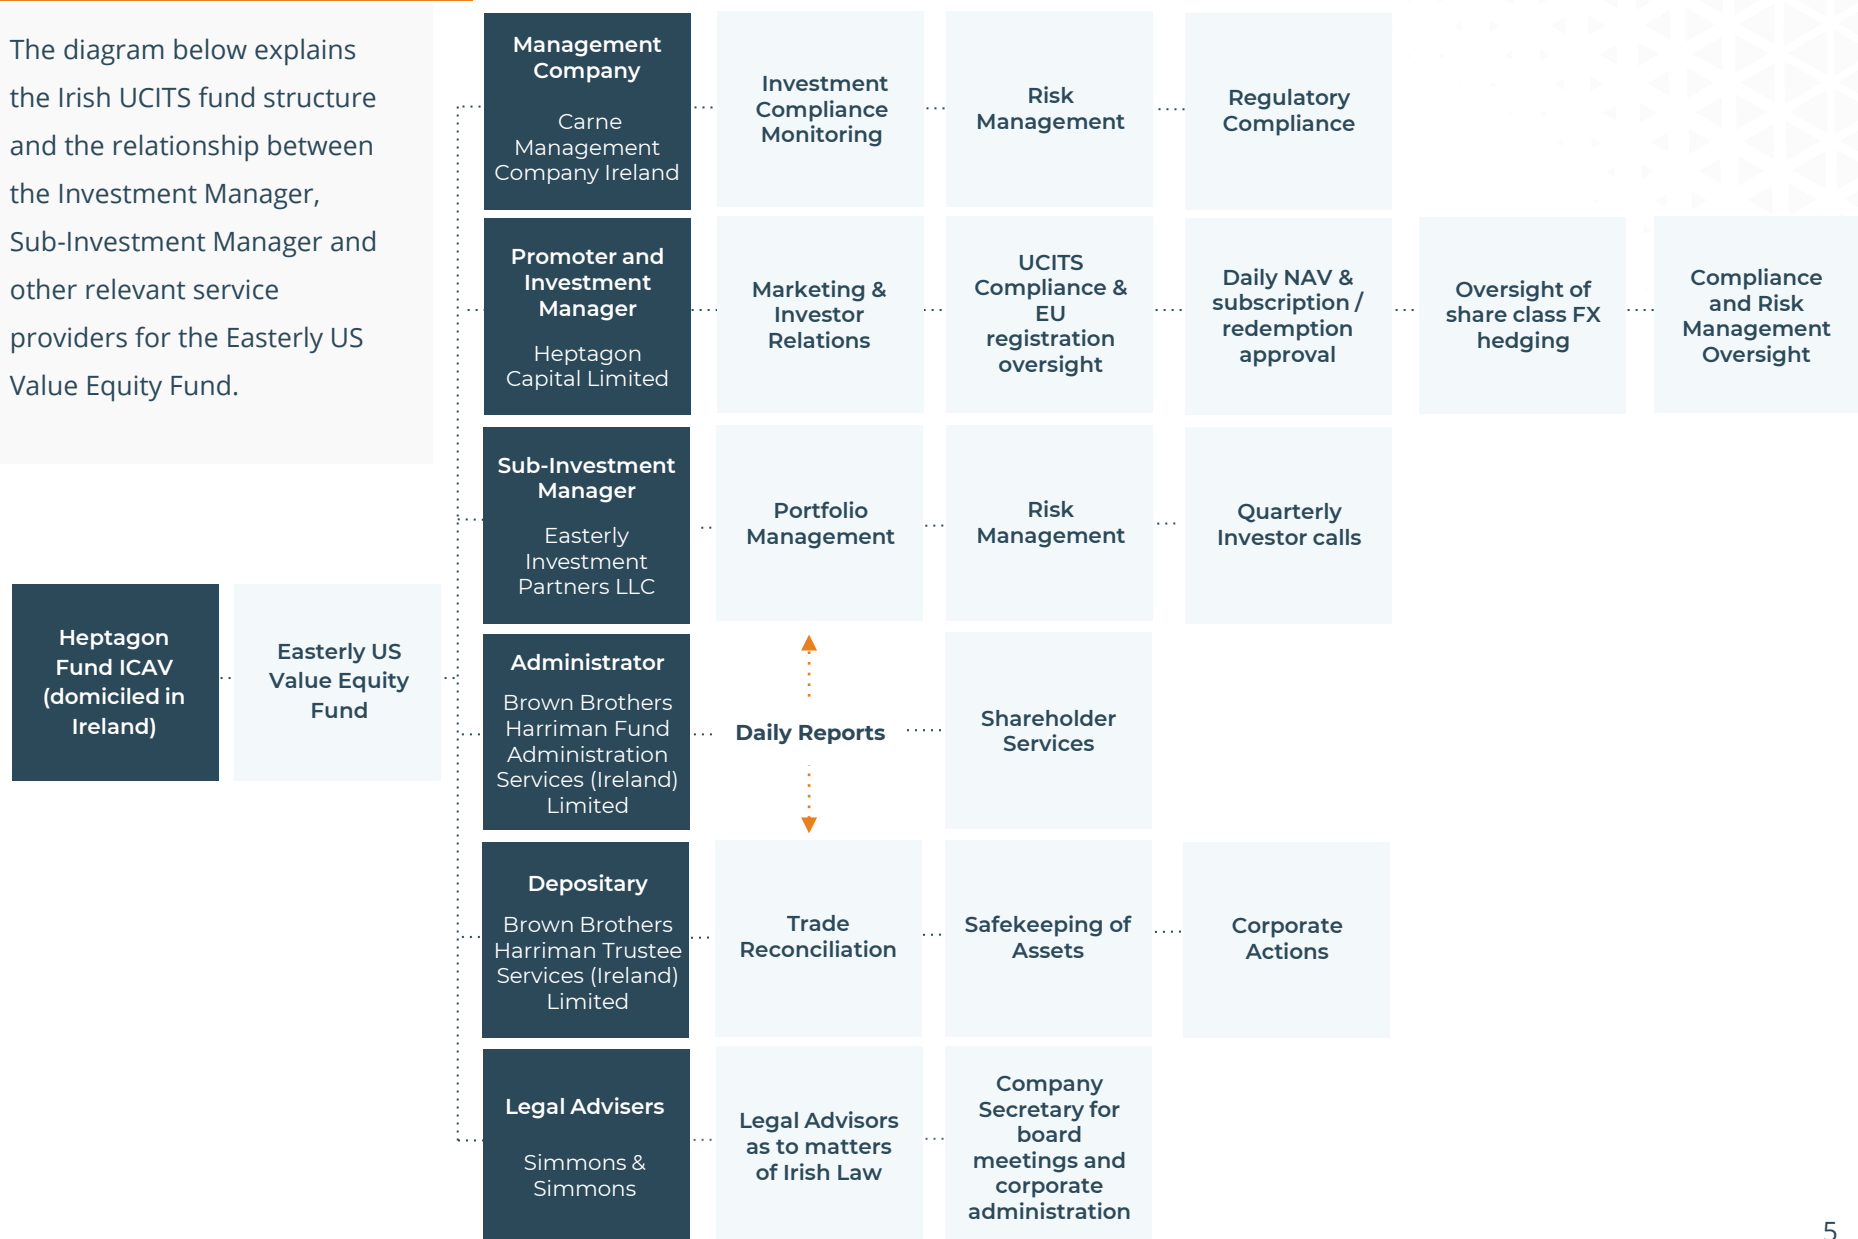 The diagram below explains
the Irish UCITS fund structure
and the relationship between
the Investment Manager,
Sub-Investment Manager and
other relevant service
providers for the Easterly US
Value Equity Fund.
Heptagon
Fund ICAV
(domiciled in
Ireland)
Easterly US
Value Equity
Fund
Management
Company
Carne
Management
Company Ireland
Investment
Compliance
Monitoring
Risk
Management
Regulatory
Compliance
Promoter and
Investment
Manager
Heptagon
Capital Limited
Marketing &
Investor
Relations
UCITS
Compliance &
EU
registration
oversight
Daily NAV &
subscription /
redemption
approval
Oversight of
share class FX
hedging
Compliance
and Risk
Management
Oversight
Sub-Investment
Manager
Easterly
Investment
Partners LLC
Portfolio
Management
Risk
Management
Quarterly
Investor calls
Administrator
Brown Brothers
Harriman Fund
Administration
Services (Ireland)
Limited
Daily Reports
Shareholder
Services
Depositary
Brown Brothers
Harriman Trustee
Services (Ireland)
Limited
Trade
Reconciliation
Safekeeping of
Assets
Corporate
Actions
Legal Advisers
Simmons &
Simmons
Legal Advisors
as to matters
of Irish Law
Company
Secretary for
board
meetings and
corporate
administration
5